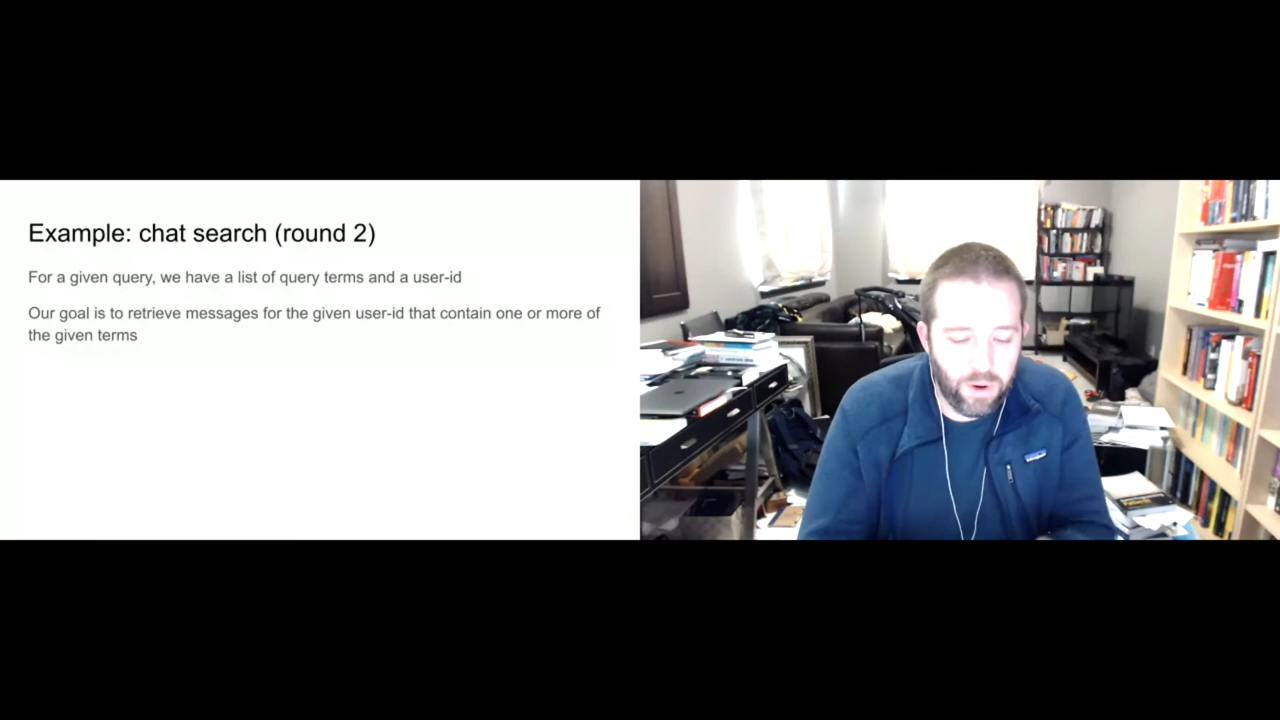 Example: chat search (round 2)
For a given query, we have a list of query terms and a user-id
Our goal is to retrieve messages for the given user-id that contain one or more of
the given terms